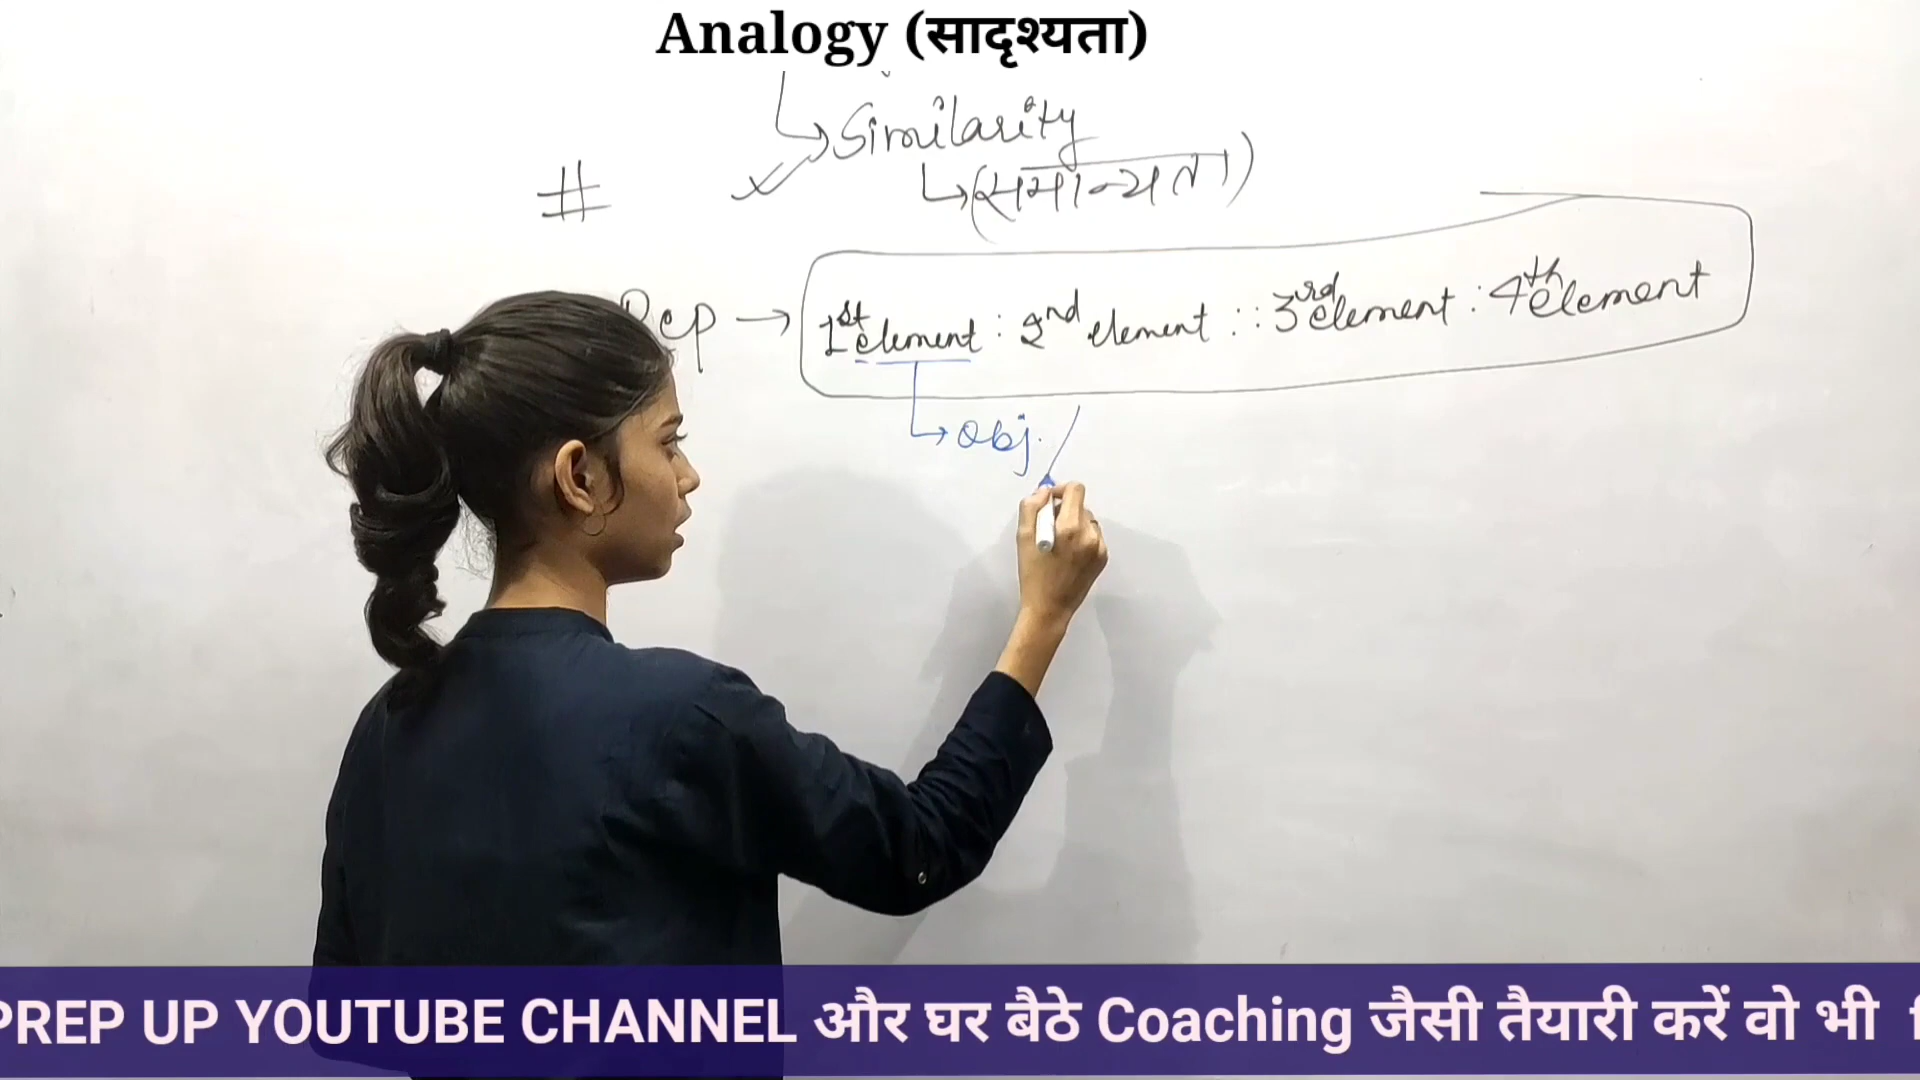 Analogy (सादृश्यता)
↳ Similarity
# ↳ (समान्यता)
Rep → 1st element : 2nd element :: 3rd element : 4th element
↳ Obj. /
PREP UP YOUTUBE CHANNEL और घर बैठे Coaching जैसी तैयारी करें वो भी